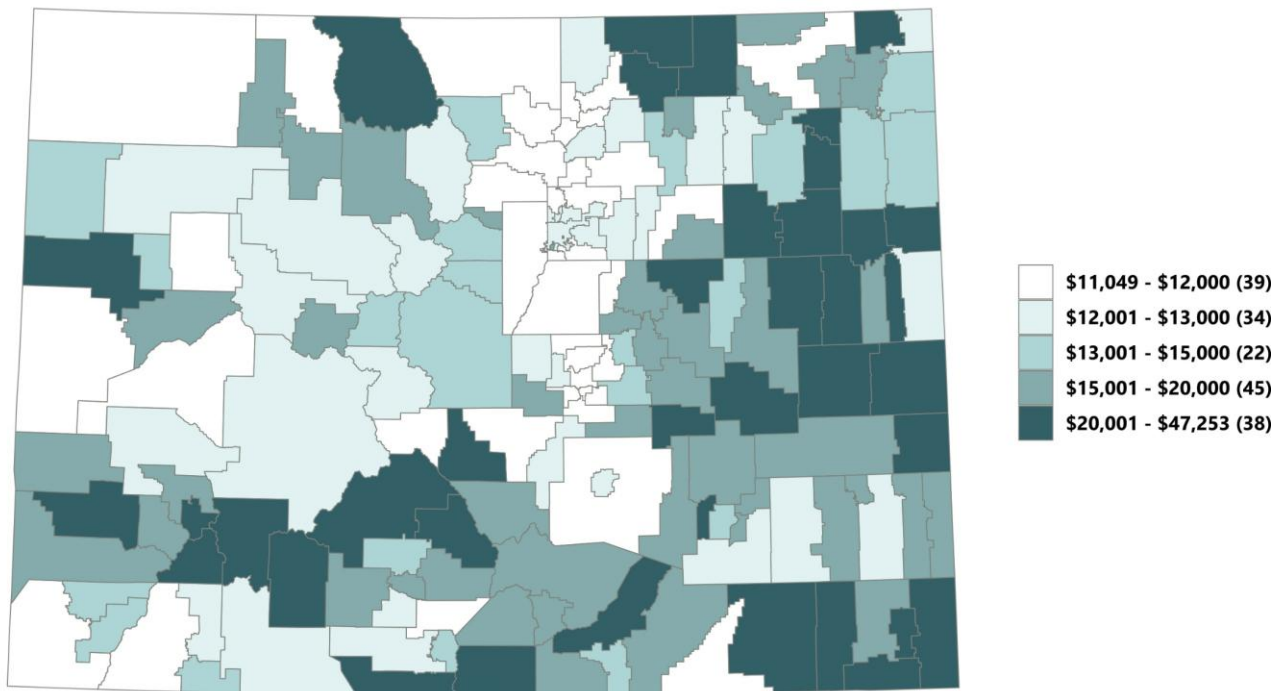 $11,049 - $12,000 (39)
$12,001 - $13,000 (34)
$13,001 - $15,000 (22)
$15,001 - $20,000 (45)
$20,001 - $47,253 (38)